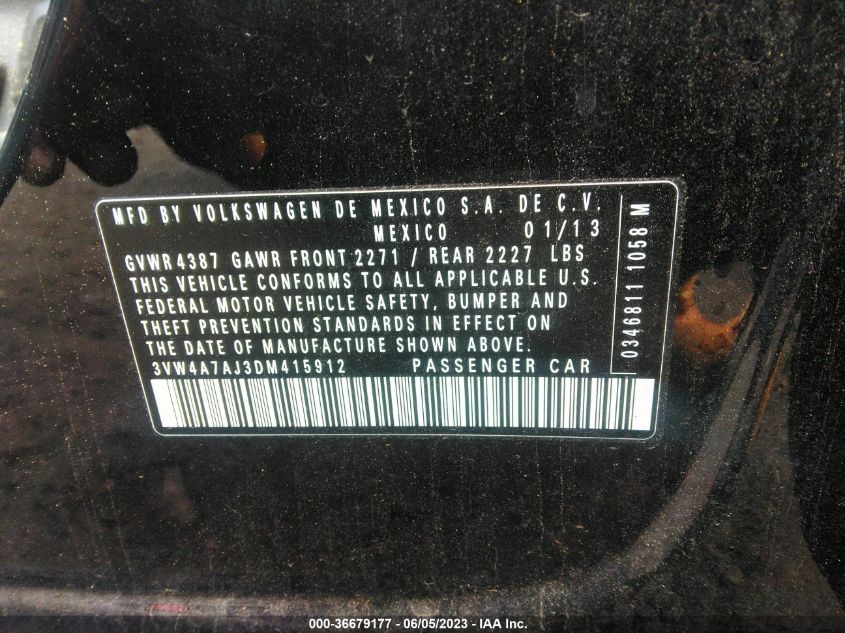 MFD BY VOLKSWAGEN DE MEXICO S.A. DE C.V.
MEXICO 01/13
GVWR 4387 GAWR FRONT 2271 / REAR 2227 LBS
THIS VEHICLE CONFORMS TO ALL APPLICABLE U.S.
FEDERAL MOTOR VEHICLE SAFETY, BUMPER AND
THEFT PREVENTION STANDARDS IN EFFECT ON
THE DATE OF MANUFACTURE SHOWN ABOVE.
3VW4A7AJ3DM415912 PASSENGER CAR
0346811 1058 M
000-36679177 - 06/05/2023 - IAA Inc.